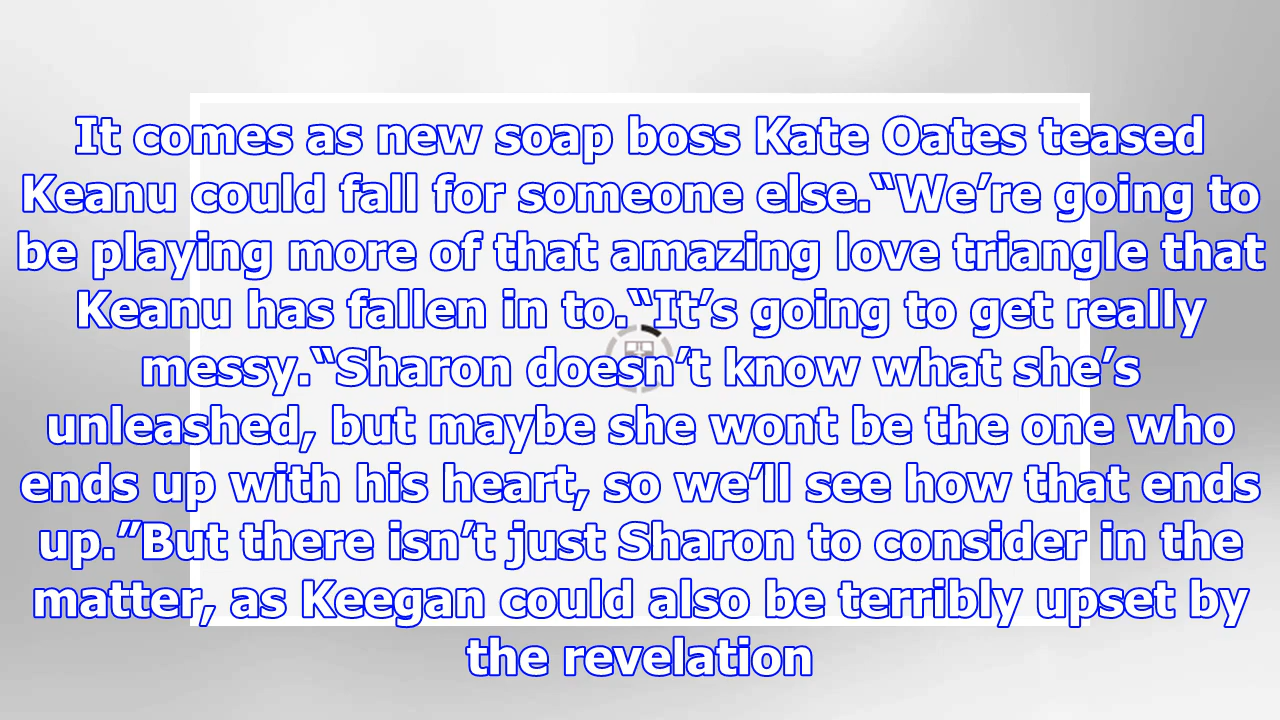 It comes as new soap boss Kate Oates teased
Keanu could fall for someone else.“We’re going to
be playing more of that amazing love triangle that
Keanu has fallen in to.“It’s going to get really
messy.“Sharon doesn’t know what she’s
unleashed, but maybe she wont be the one who
ends up with his heart, so we’ll see how that ends
up.”But there isn’t just Sharon to consider in the
matter, as Keegan could also be terribly upset by
the revelation